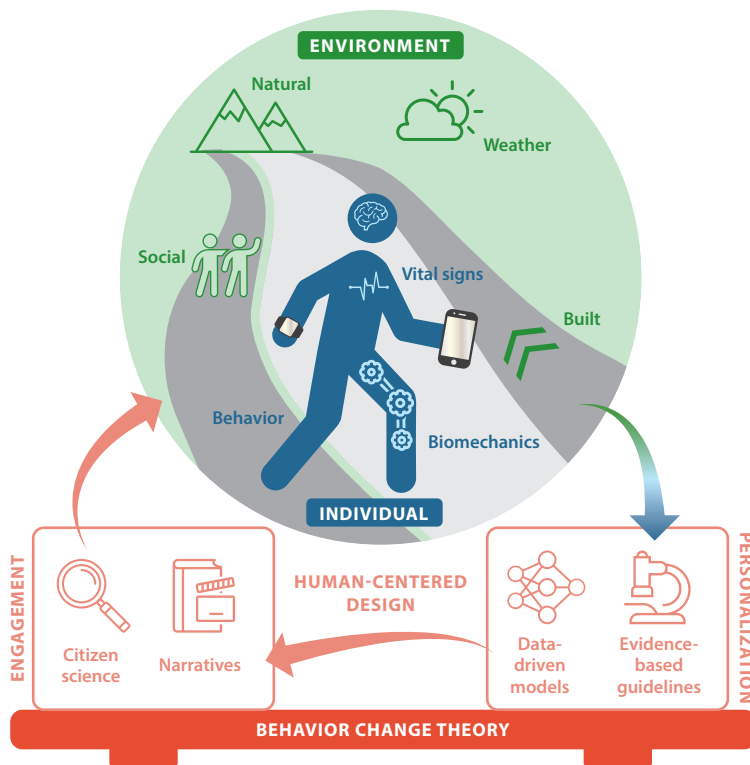 ENVIRONMENT
Natural
Weather
Social
Vital signs
Built
Behavior
Biomechanics
INDIVIDUAL
ENGAGEMENT
Citizen
science
Narratives
HUMAN-CENTERED
DESIGN
Data-
driven
models
Evidence-
based
guidelines
PERSONALIZATION
BEHAVIOR CHANGE THEORY